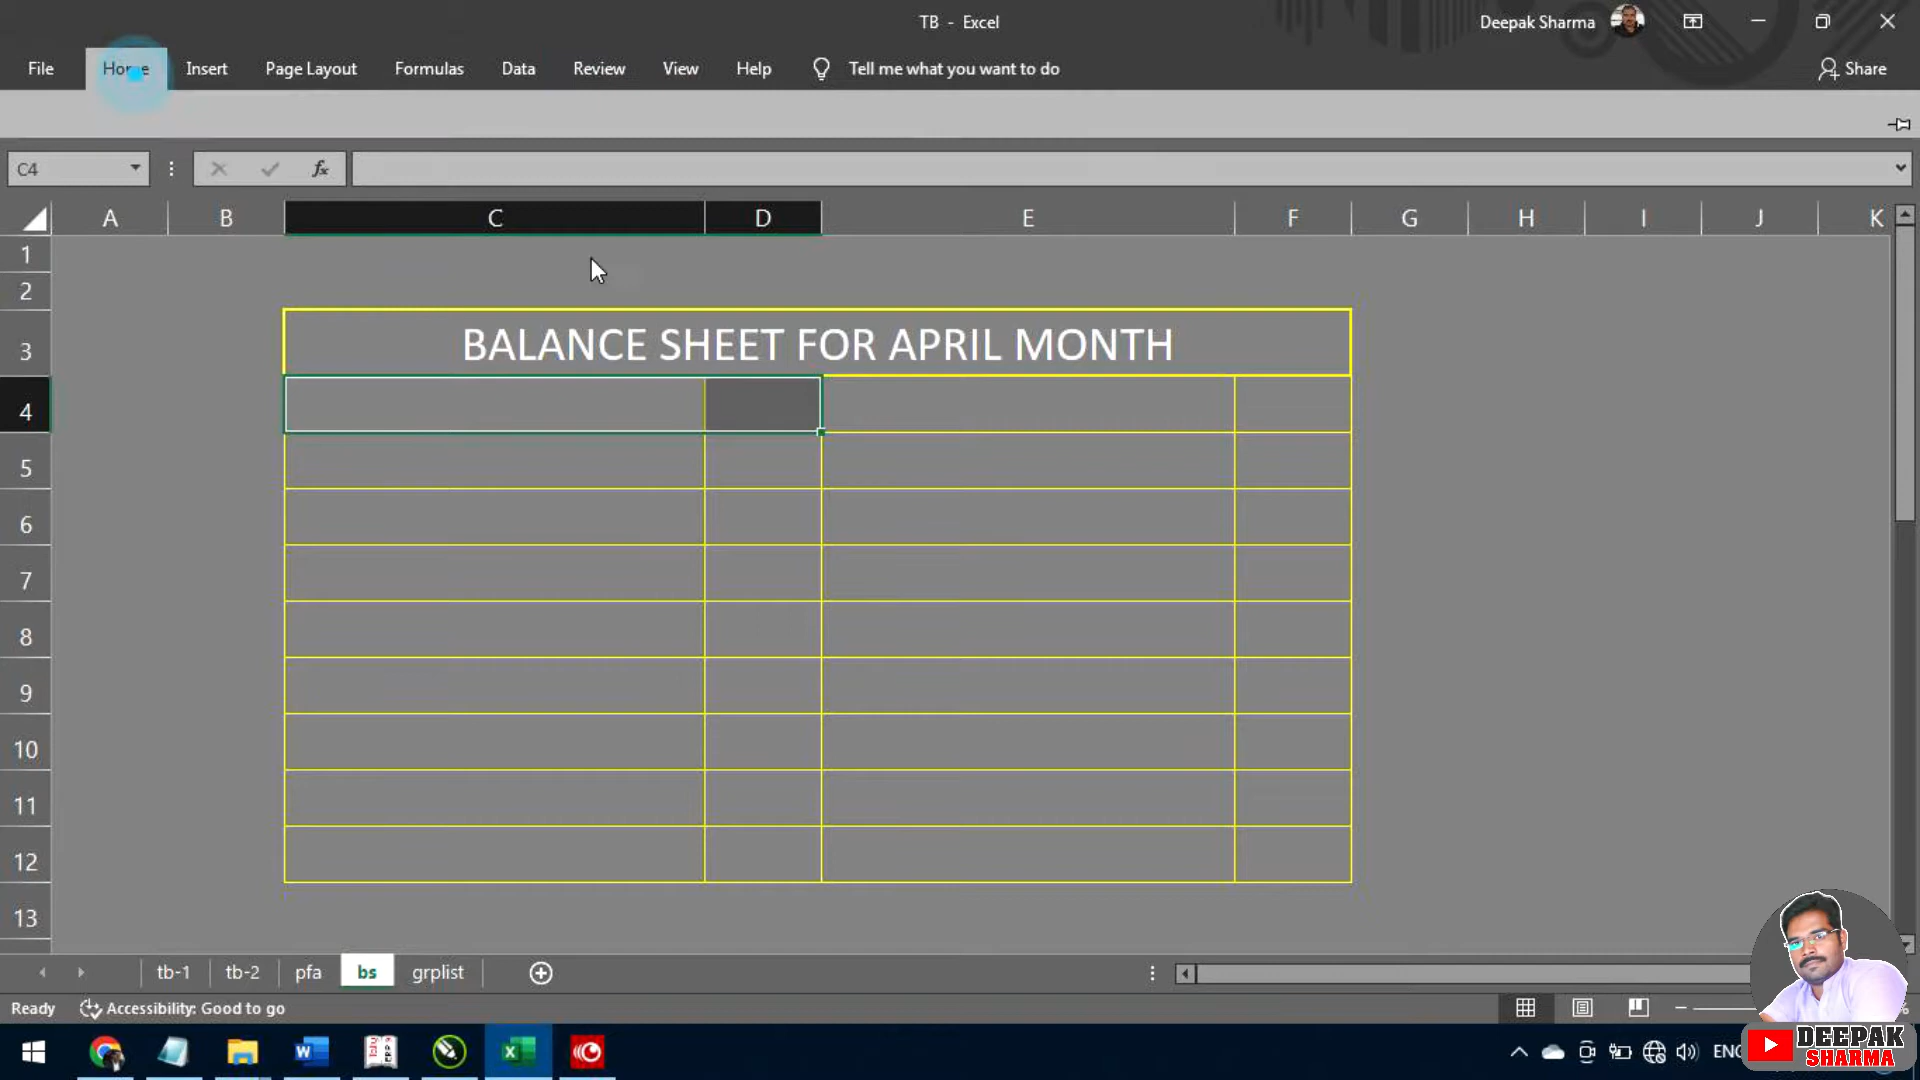 TB - Excel
Deepak Sharma
File Home Insert Page Layout Formulas Data Review View Help Tell me what you want to do Share
C4 fx
A B C D E F G H I J K
1
2
3 BALANCE SHEET FOR APRIL MONTH
4
5
6
7
8
9
10
11
12
13
tb-1 tb-2 pfa bs grplist
Ready Accessibility: Good to go
ENG
DEEPAK
SHARMA